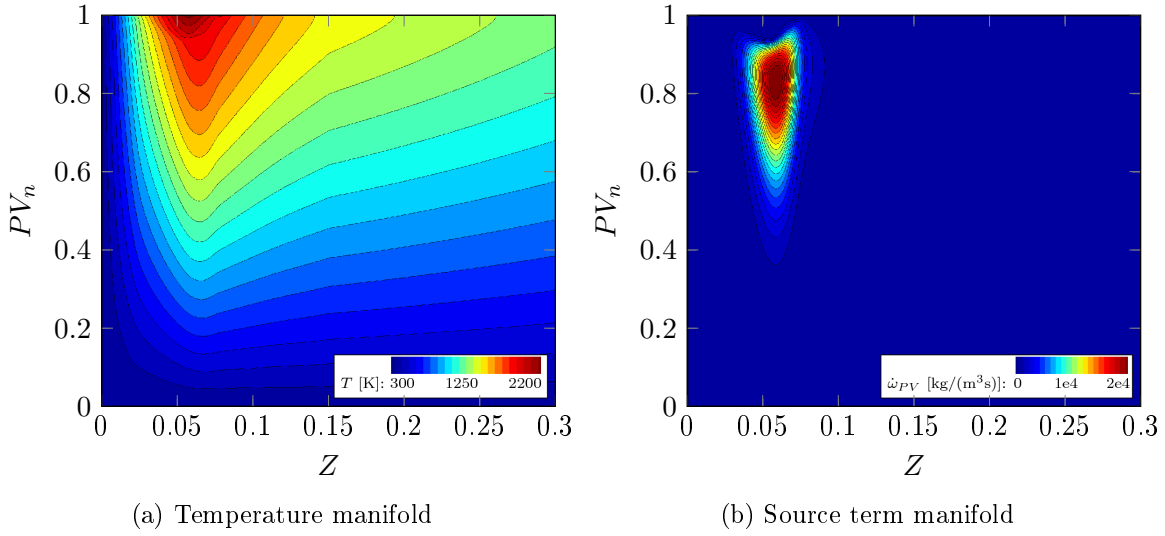 1
0.8
0.6
0.4
0.2
0
PVn
T [K]: 300 1250 2200
0 0.05 0.1 0.15 0.2 0.25 0.3
Z
(a) Temperature manifold
1
0.8
0.6
0.4
0.2
0
PVn
ω̇PV [kg/(m³s)]: 0 1e4 2e4
0 0.05 0.1 0.15 0.2 0.25 0.3
Z
(b) Source term manifold